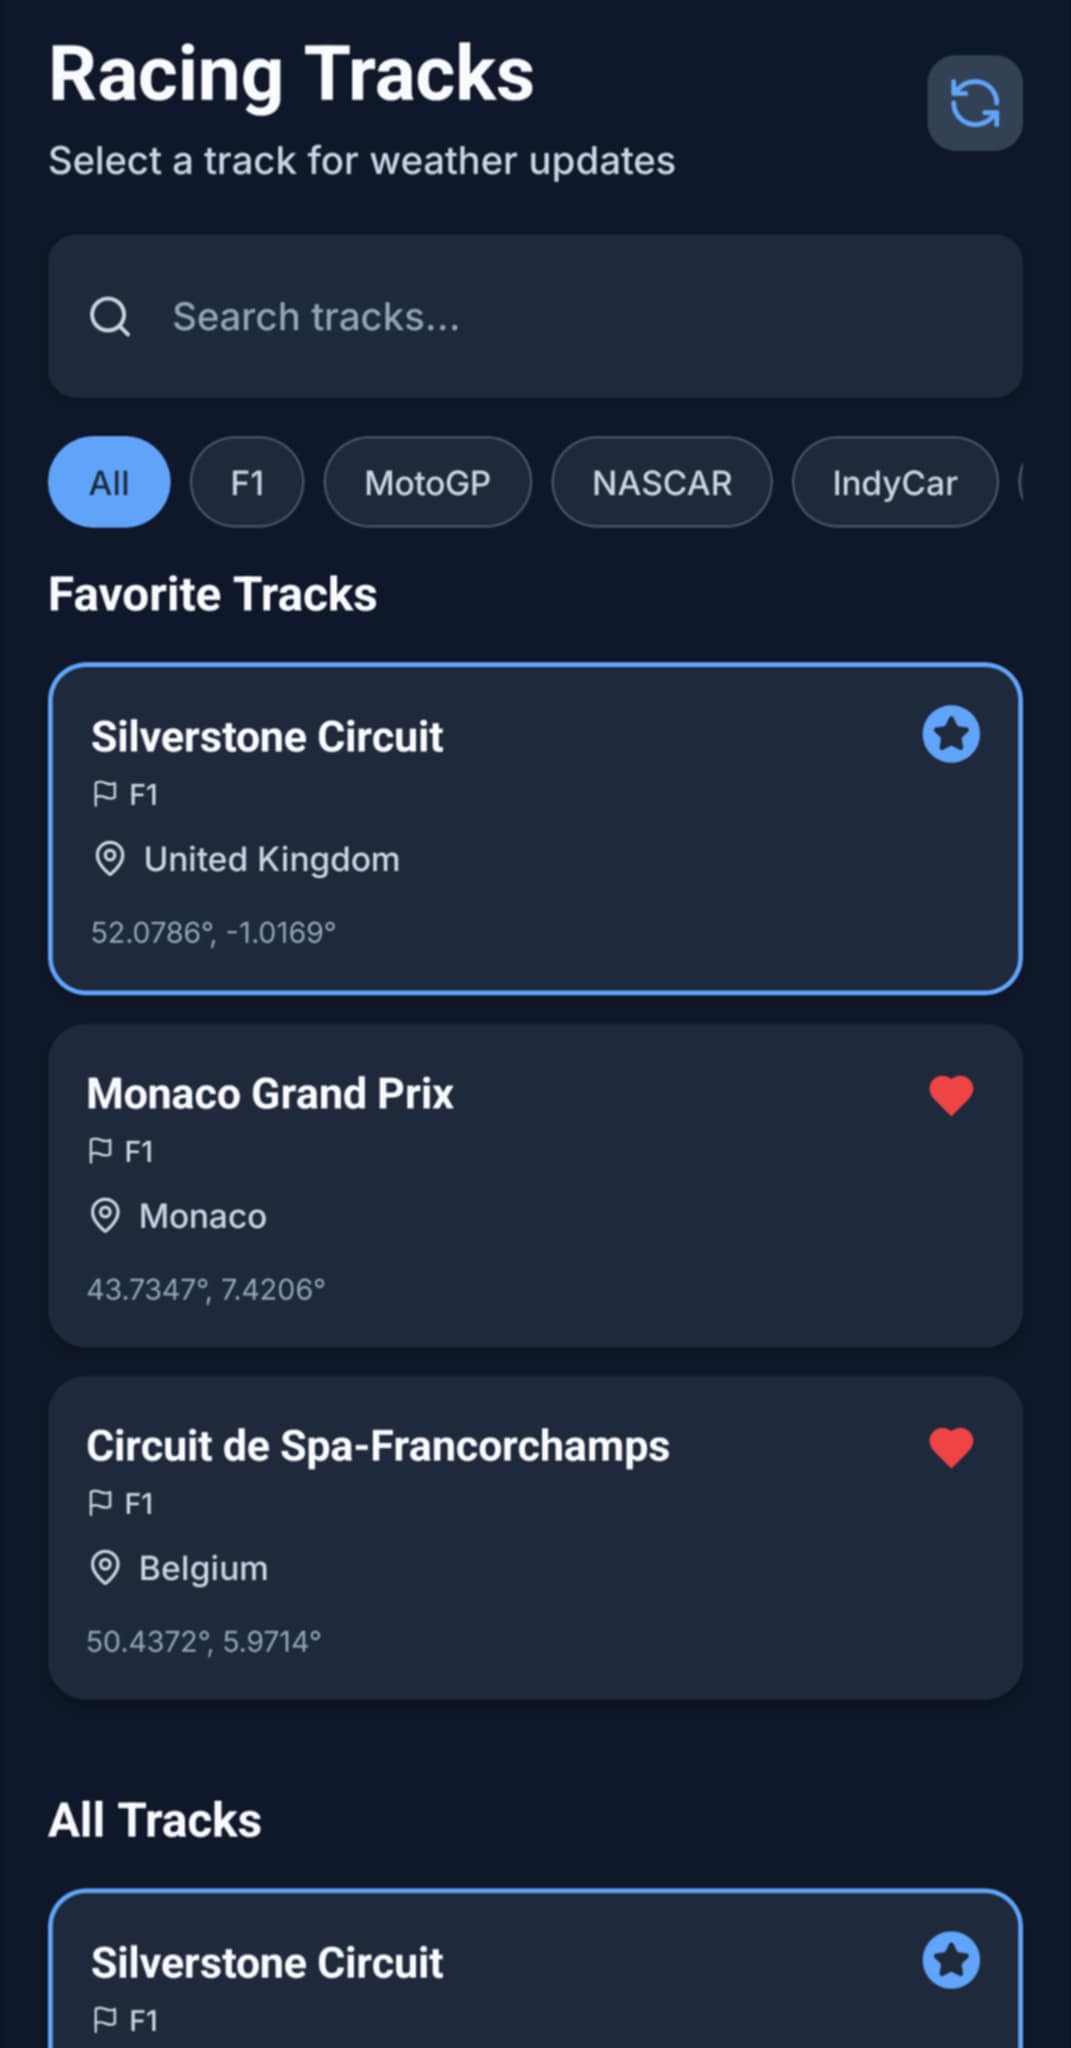 Racing Tracks
Select a track for weather updates
Search tracks...
All F1 MotoGP NASCAR IndyCar
Favorite Tracks
Silverstone Circuit
F1
United Kingdom
52.0786°, -1.0169°
Monaco Grand Prix
F1
Monaco
43.7347°, 7.4206°
Circuit de Spa-Francorchamps
F1
Belgium
50.4372°, 5.9714°
All Tracks
Silverstone Circuit
F1